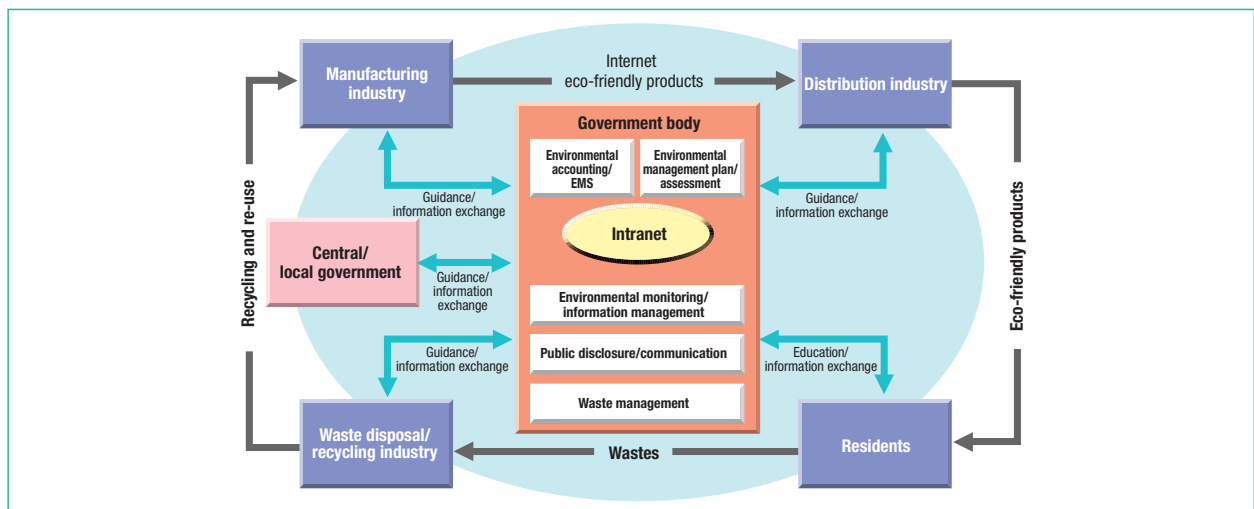 Manufacturing
industry
Internet
eco-friendly products
Distribution industry
Government body
Environmental
accounting/
EMS
Environmental
management plan/
assessment
Guidance/
information exchange
Guidance/
information exchange
Intranet
Central/
local government
Guidance/
information
exchange
Recycling and re-use
Eco-friendly products
Environmental monitoring/
information management
Guidance/
information exchange
Public disclosure/communication
Education/
information exchange
Waste management
Waste disposal/
recycling industry
Wastes
Residents